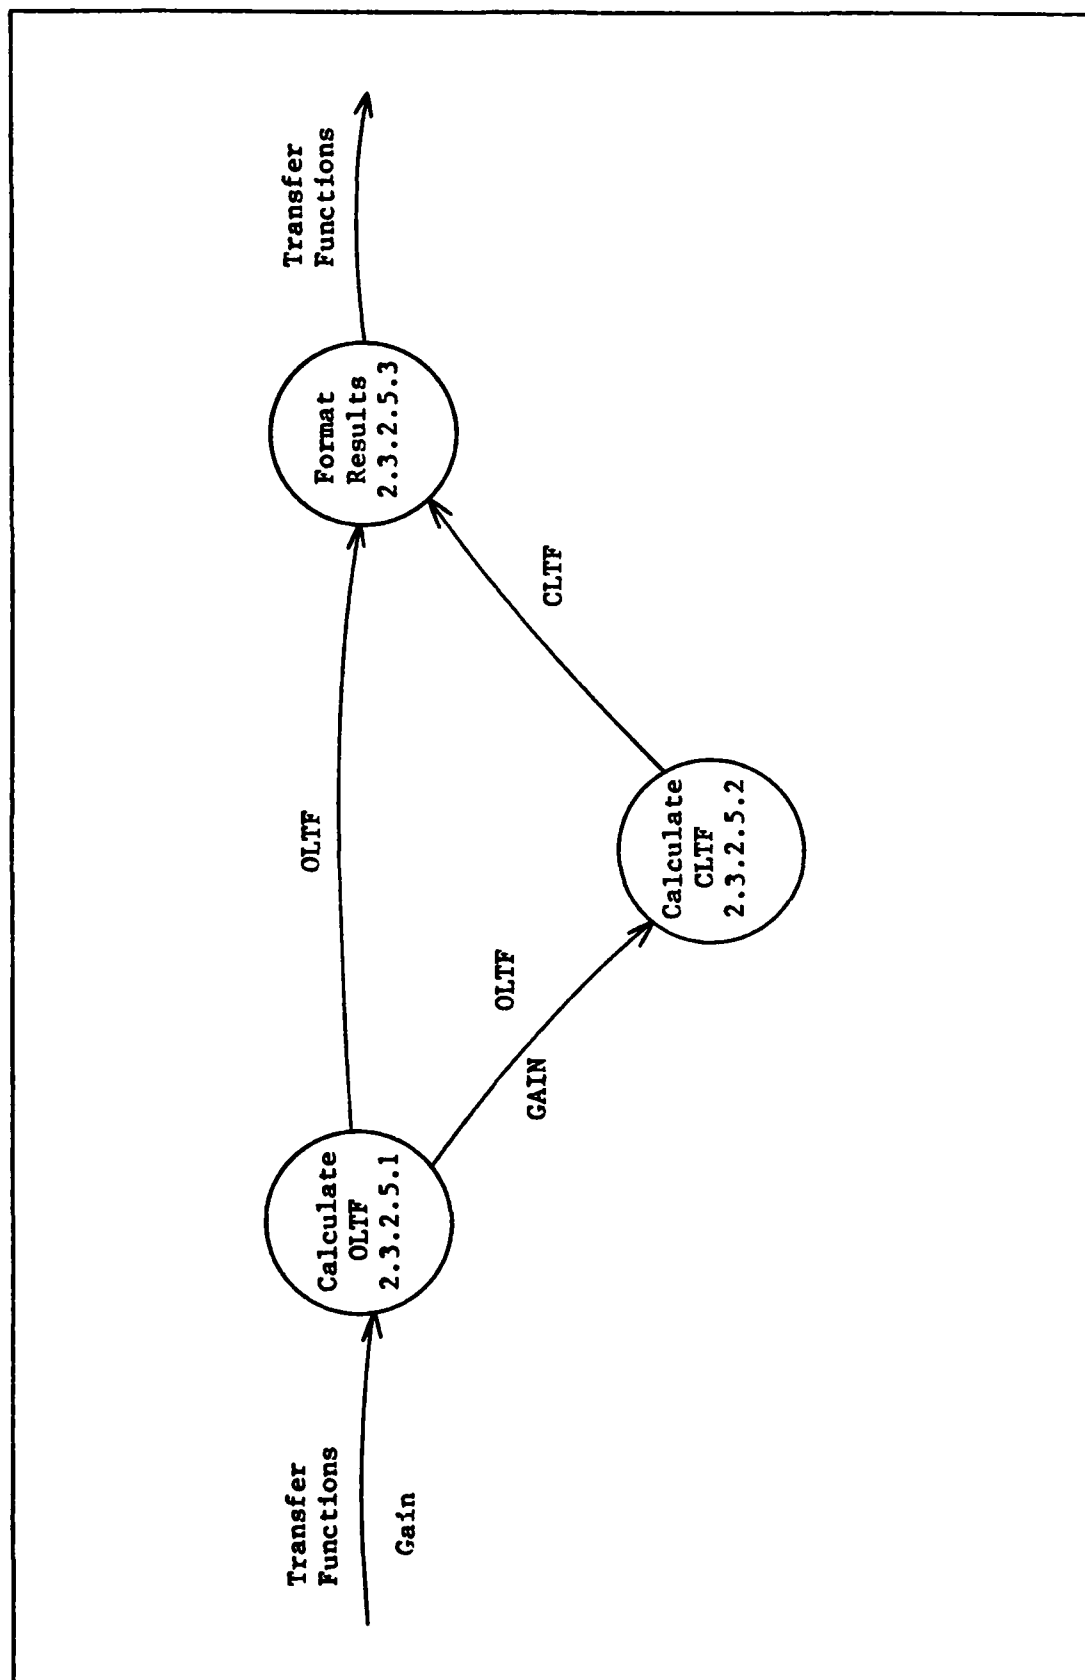 Transfer
Functions
Gain
Calculate
OLTF
2.3.2.5.1
OLTF
GAIN
OLTF
Calculate
CLTF
2.3.2.5.2
CLTF
Format
Results
2.3.2.5.3
Transfer
Functions